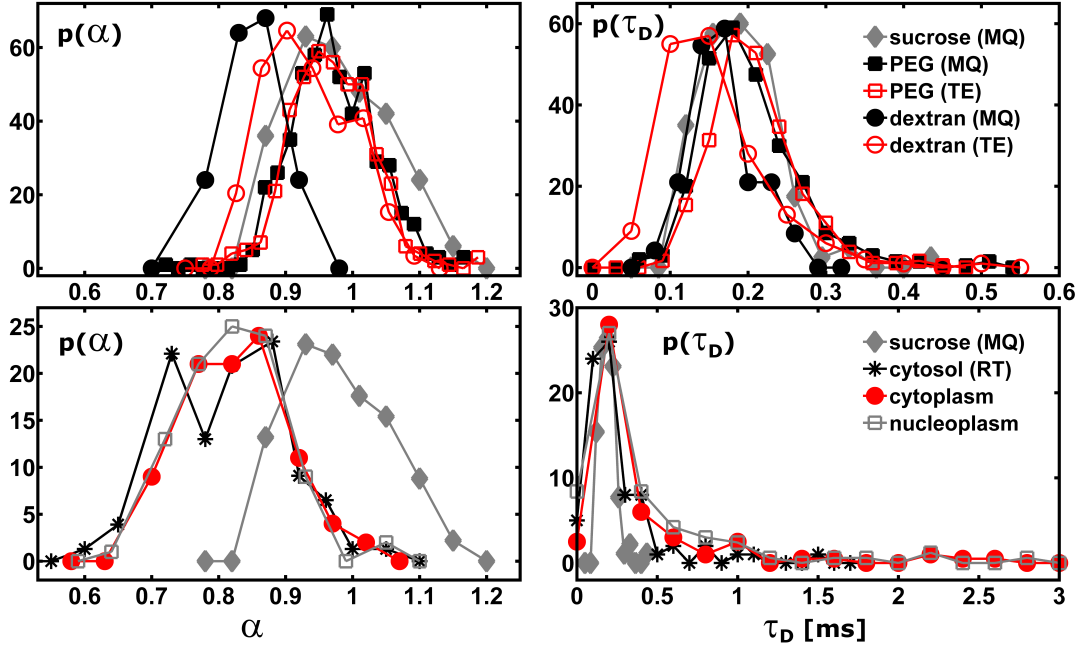 p(α)
60
40
20
0
0.6 0.7 0.8 0.9 1 1.1 1.2
p(τ_D)
60
40
20
0
0 0.1 0.2 0.3 0.4 0.5 0.6
sucrose (MQ)
PEG (MQ)
PEG (TE)
dextran (MQ)
dextran (TE)
p(α)
25
20
15
10
5
0
0.6 0.7 0.8 0.9 1 1.1 1.2
α
p(τ_D)
30
20
10
0
0 0.5 1 1.5 2 2.5 3
τ_D [ms]
sucrose (MQ)
cytosol (RT)
cytoplasm
nucleoplasm